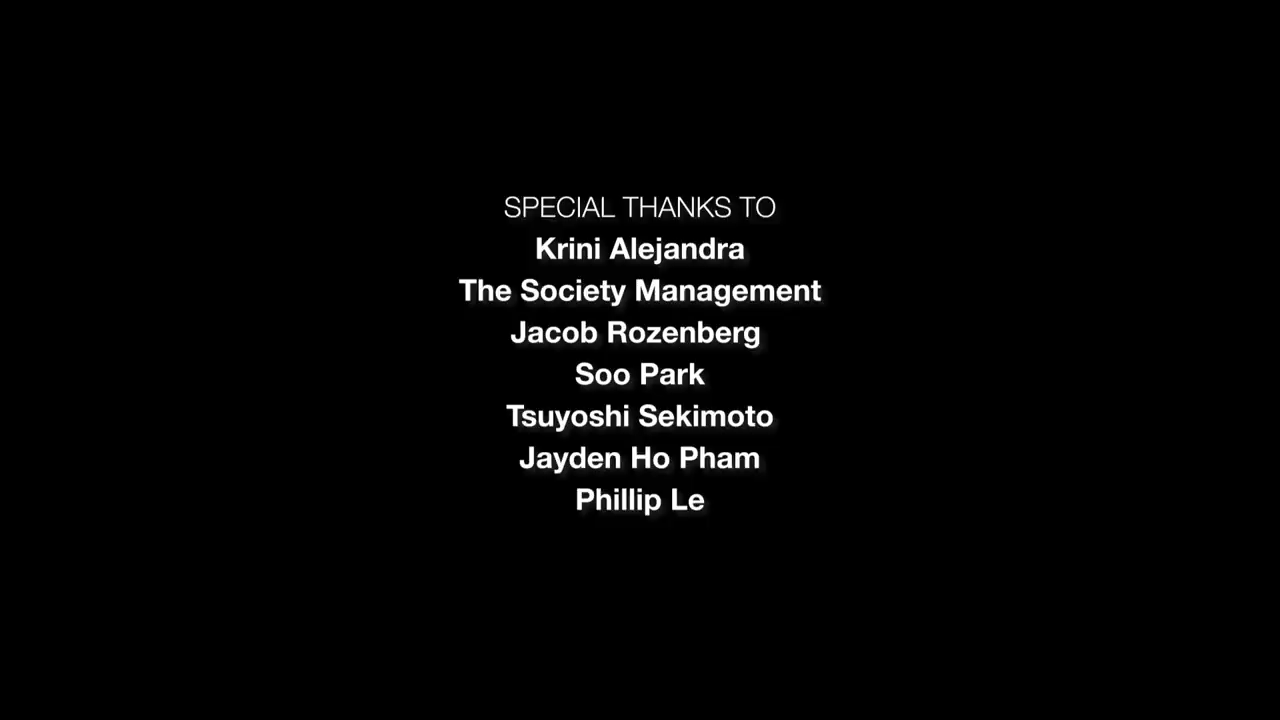 SPECIAL THANKS TO
Krini Alejandra
The Society Management
Jacob Rozenberg
Soo Park
Tsuyoshi Sekimoto
Jayden Ho Pham
Phillip Le